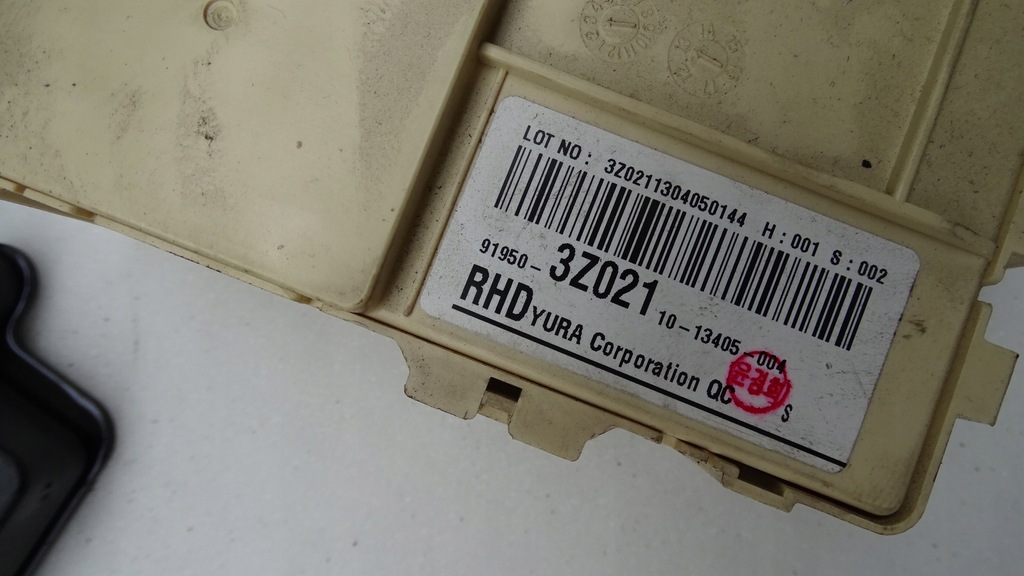 LOT NO : 3Z0211304050144 H : 001 S : 002
91950- 3Z021 10-13405-004
RHD YURA Corporation QC S